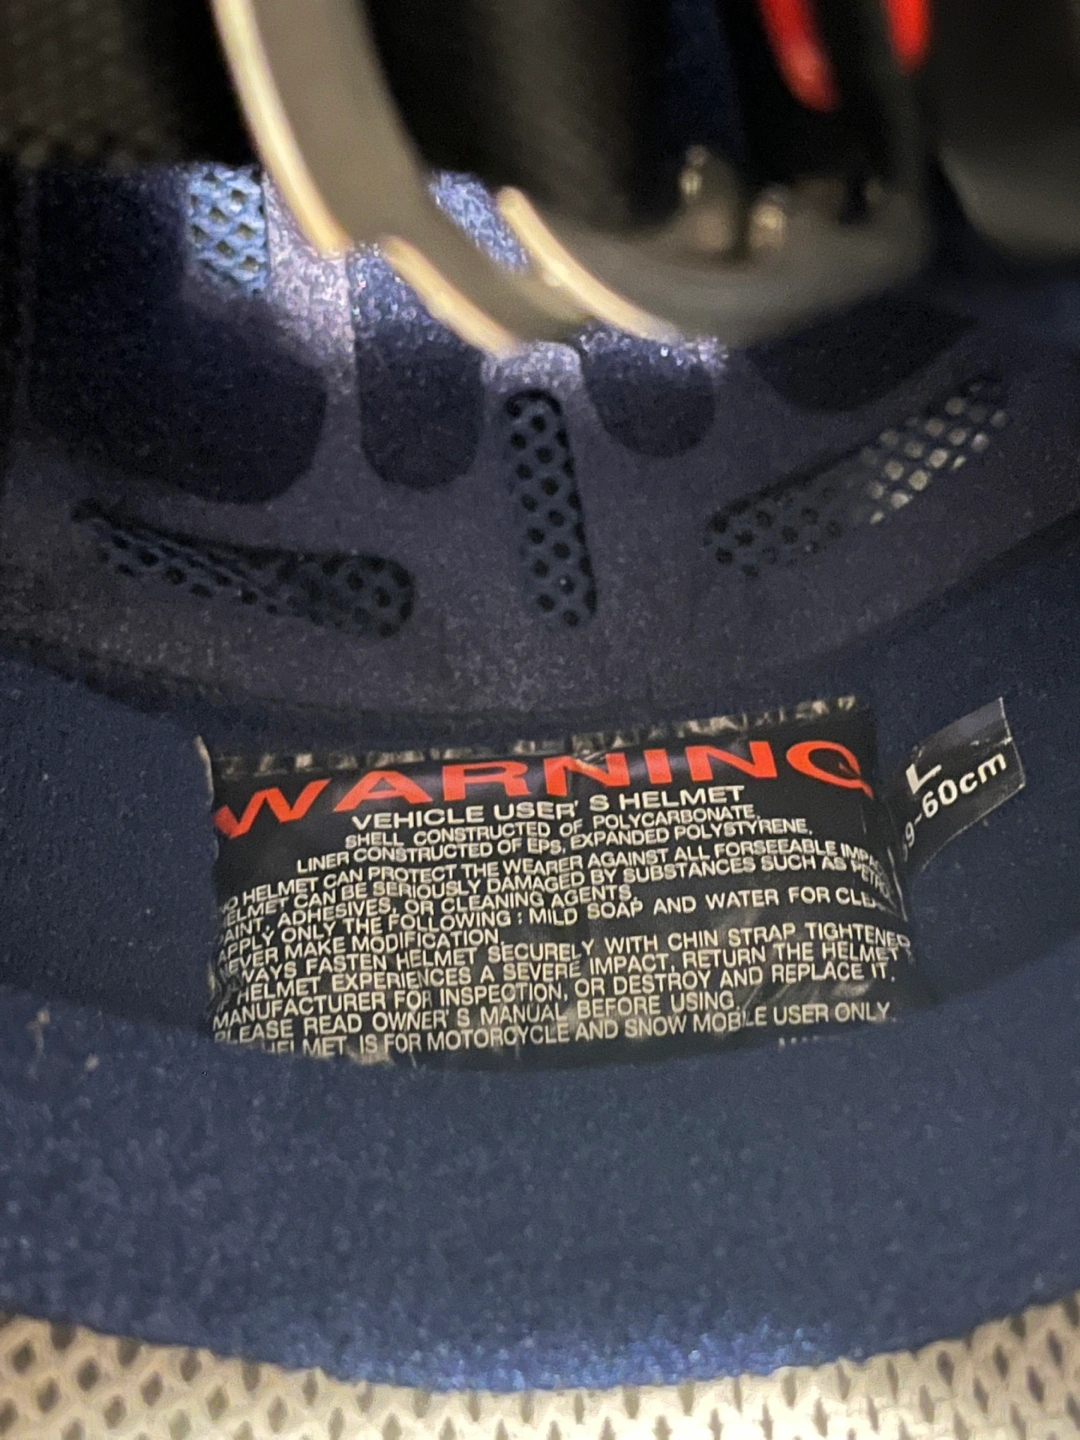 WARNING
VEHICLE USER'S HELMET
SHELL CONSTRUCTED OF POLYCARBONATE.
LINER CONSTRUCTED OF EPS, EXPANDED POLYSTYRENE.
HELMET CAN PROTECT THE WEARER AGAINST ALL FORSEEABLE
CAN BE SERIOUSLY DAMAGED BY SUBSTANCES SUCH AS
ADHESIVES, OR CLEANING AGENTS.
APPLY ONLY THE FOLLOWING : MILD SOAP AND WATER FOR
MAKE MODIFICATION.
FASTEN HELMET SECURELY WITH CHIN STRAP TIGHTENED
HELMET EXPERIENCES A SEVERE IMPACT, RETURN THE HELMET
MANUFACTURER FOR INSPECTION, OR DESTROY AND REPLACE IT.
PLEASE READ OWNER'S MANUAL BEFORE USING.
HELMET IS FOR MOTORCYCLE AND SNOW MOBILE USER ONLY.
L
60cm